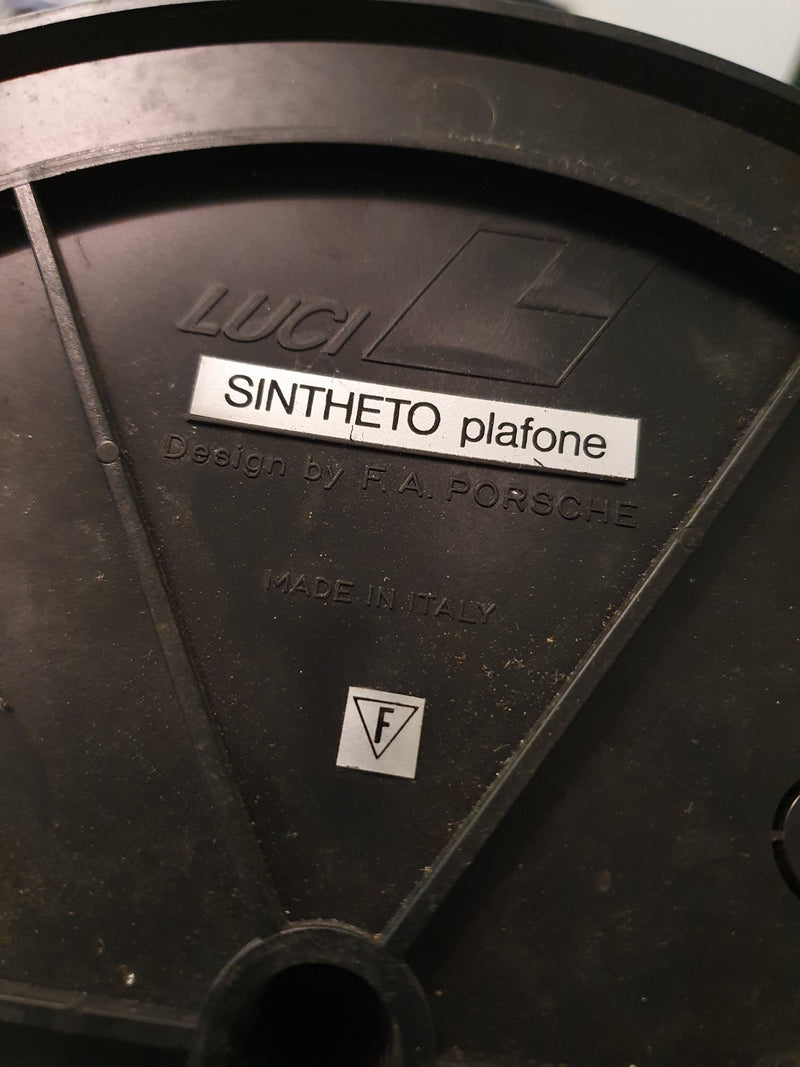 LUCI
SINTHETO plafone
Design by F. A. PORSCHE
MADE IN ITALY
F